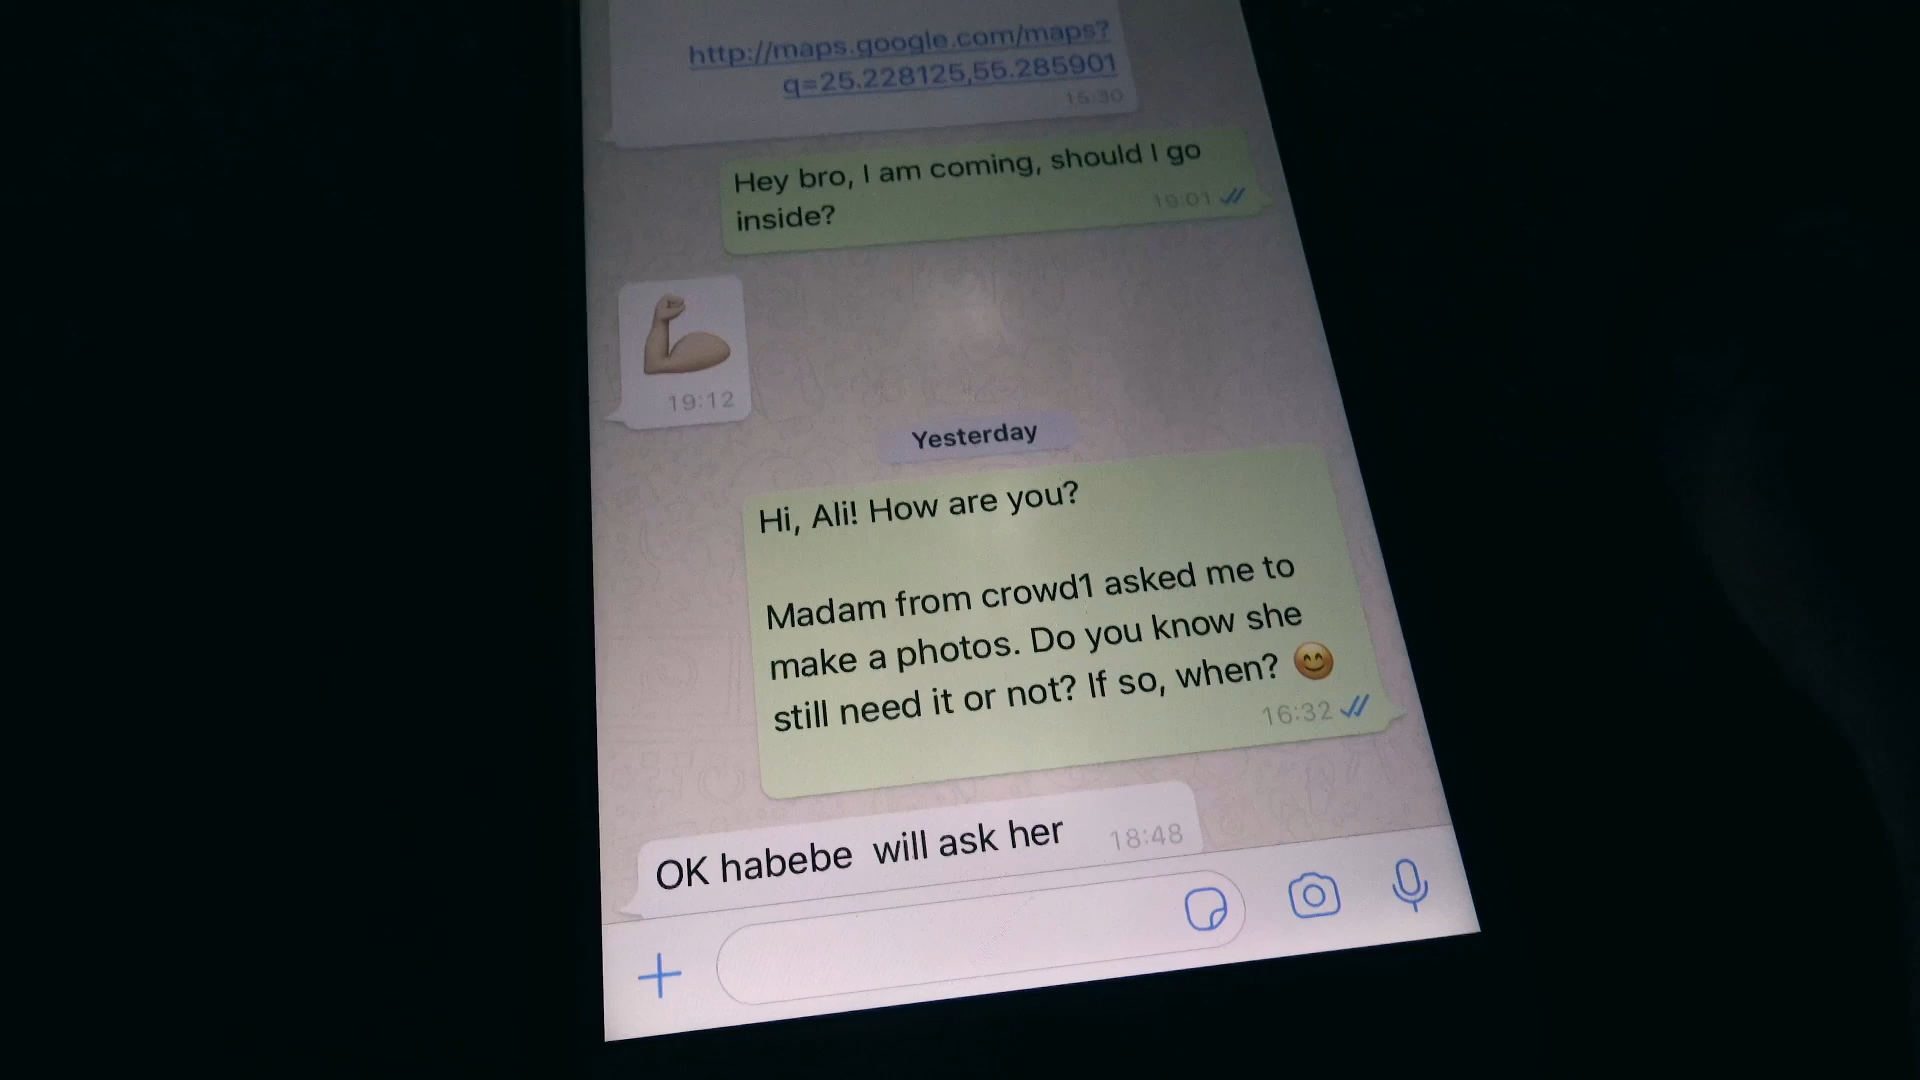 http://maps.google.com/maps?
q=25.228125,55.285901
15:30
Hey bro, I am coming, should I go
inside?
19:01
19:12
Yesterday
Hi, Ali! How are you?
Madam from crowd1 asked me to
make a photos. Do you know she
still need it or not? If so, when? 😊
16:32
OK habebe will ask her
18:48